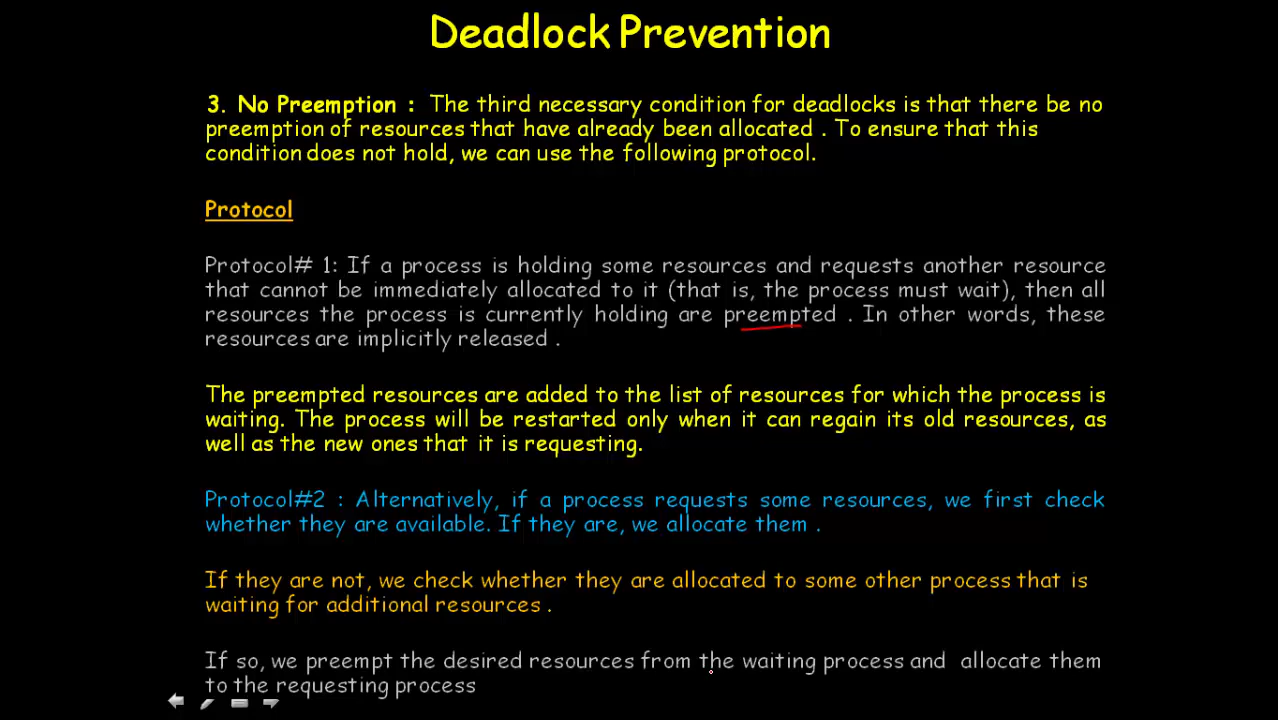 Deadlock Prevention
3. No Preemption : The third necessary condition for deadlocks is that there be no
preemption of resources that have already been allocated . To ensure that this
condition does not hold, we can use the following protocol.
Protocol
Protocol# 1: If a process is holding some resources and requests another resource
that cannot be immediately allocated to it (that is, the process must wait), then all
resources the process is currently holding are preempted . In other words, these
resources are implicitly released .
The preempted resources are added to the list of resources for which the process is
waiting. The process will be restarted only when it can regain its old resources, as
well as the new ones that it is requesting.
Protocol#2 : Alternatively, if a process requests some resources, we first check
whether they are available. If they are, we allocate them .
If they are not, we check whether they are allocated to some other process that is
waiting for additional resources .
If so, we preempt the desired resources from the waiting process and allocate them
to the requesting process